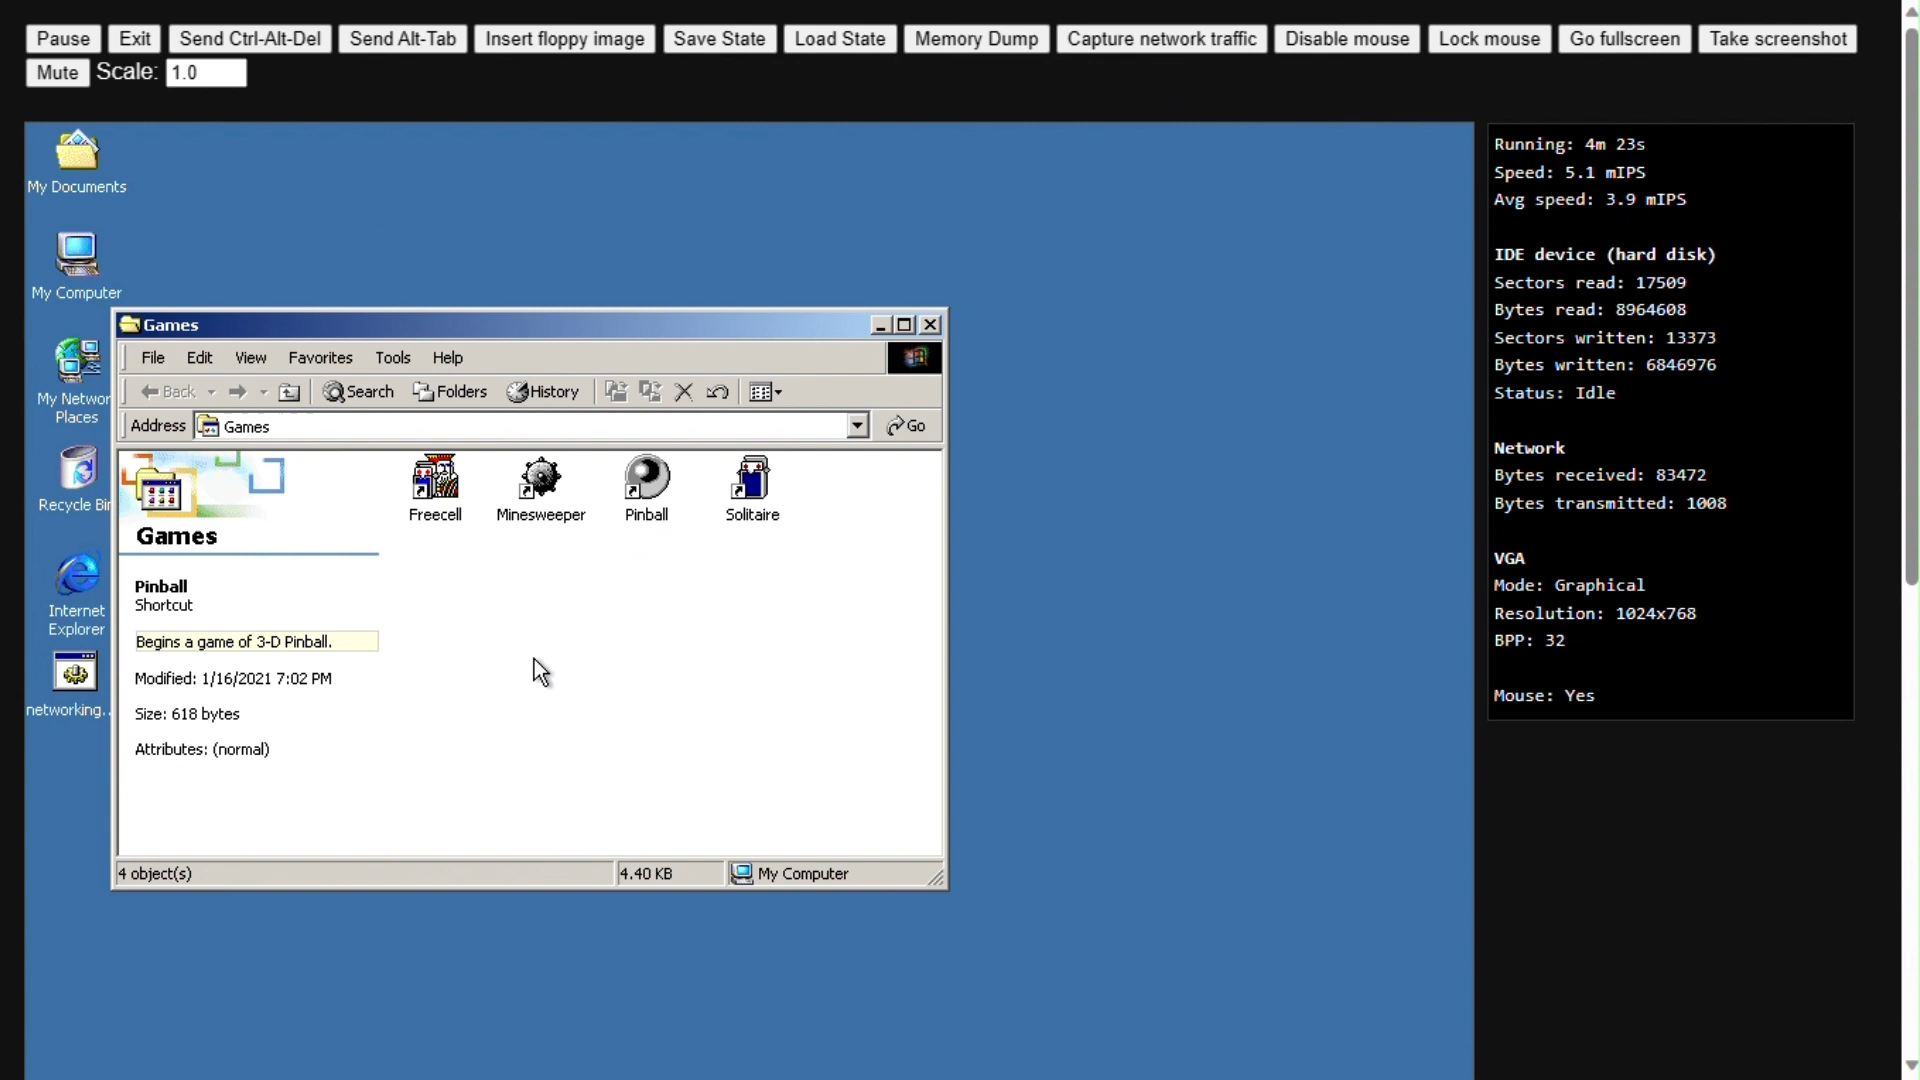 Pause Exit Send Ctrl-Alt-Del Send Alt-Tab Insert floppy image Save State Load State Memory Dump Capture network traffic Disable mouse Lock mouse Go fullscreen Take screenshot
Mute Scale: 1.0
My Documents
My Computer
My Networ
Places
Recycle Bin
Internet
Explorer
networking..
Games
File Edit View Favorites Tools Help
Back Search Folders History
Address Games Go
Games
Freecell Minesweeper Pinball Solitaire
Pinball
Shortcut
Begins a game of 3-D Pinball.
Modified: 1/16/2021 7:02 PM
Size: 618 bytes
Attributes: (normal)
4 object(s) 4.40 KB My Computer
Running: 4m 23s
Speed: 5.1 mIPS
Avg speed: 3.9 mIPS
IDE device (hard disk)
Sectors read: 17509
Bytes read: 8964608
Sectors written: 13373
Bytes written: 6846976
Status: Idle
Network
Bytes received: 83472
Bytes transmitted: 1008
VGA
Mode: Graphical
Resolution: 1024x768
BPP: 32
Mouse: Yes